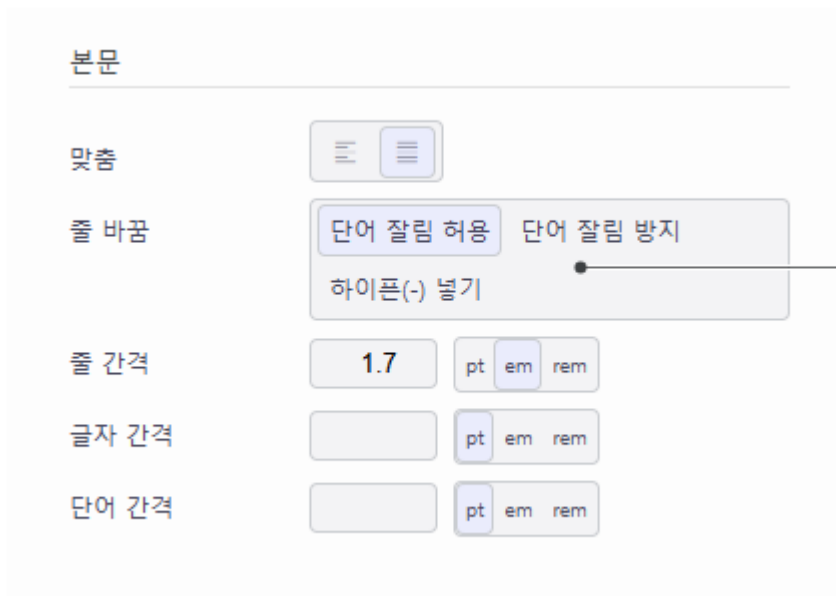 본문
맞춤
줄 바꿈 단어 잘림 허용 단어 잘림 방지
하이픈(-) 넣기
줄 간격 1.7 pt em rem
글자 간격 pt em rem
단어 간격 pt em rem